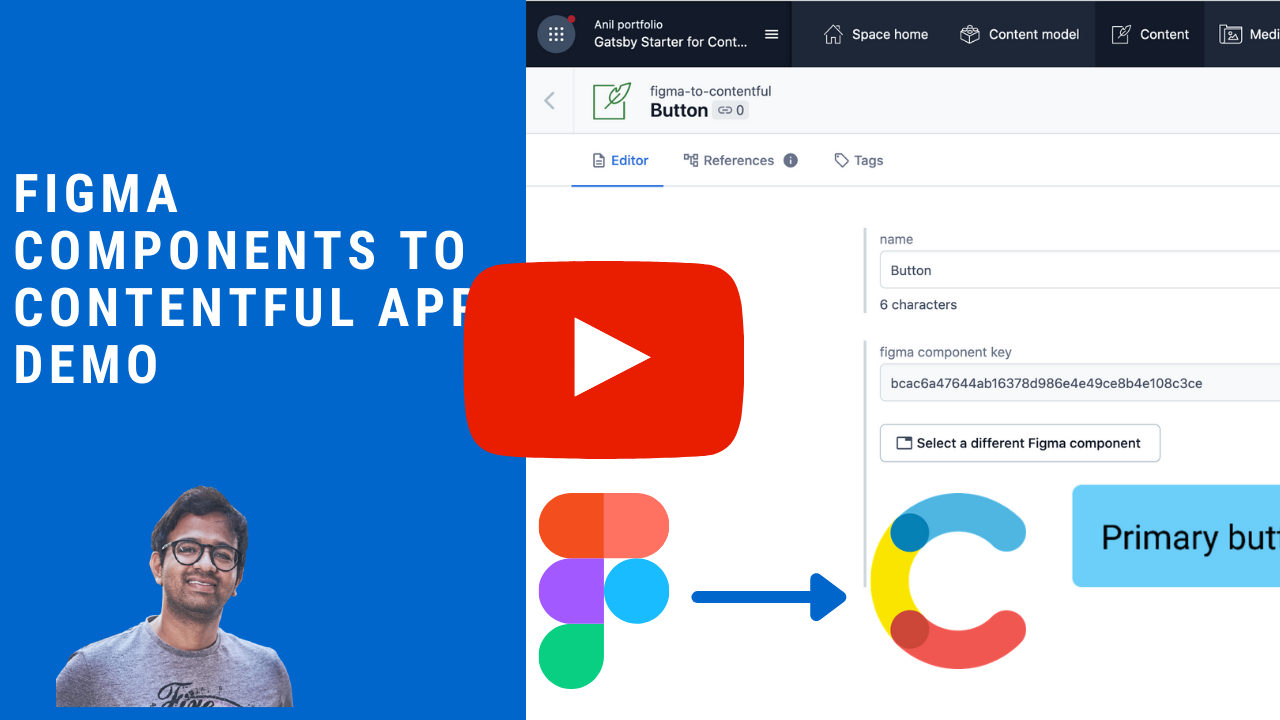 FIGMA
COMPONENTS TO
CONTENTFUL APP
DEMO
Anil portfolio
Gatsby Starter for Cont...
Space home
Content model
Content
Medi
figma-to-contentful
Button 0
Editor
References
Tags
name
Button
6 characters
figma component key
bcac6a47644ab16378d986e4e49ce8b4e108c3ce
Select a different Figma component
Primary butt